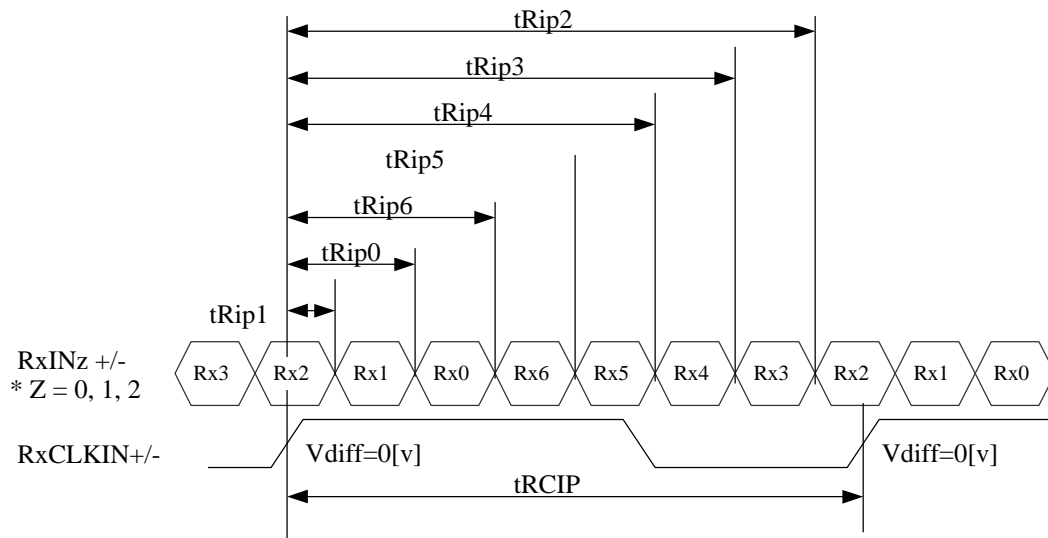 tRip2
tRip3
tRip4
tRip5
tRip6
tRip0
tRip1
RxINz +/-
* Z = 0, 1, 2
Rx3 Rx2 Rx1 Rx0 Rx6 Rx5 Rx4 Rx3 Rx2 Rx1 Rx0
RxCLKIN+/- Vdiff=0[v] Vdiff=0[v]
tRCIP